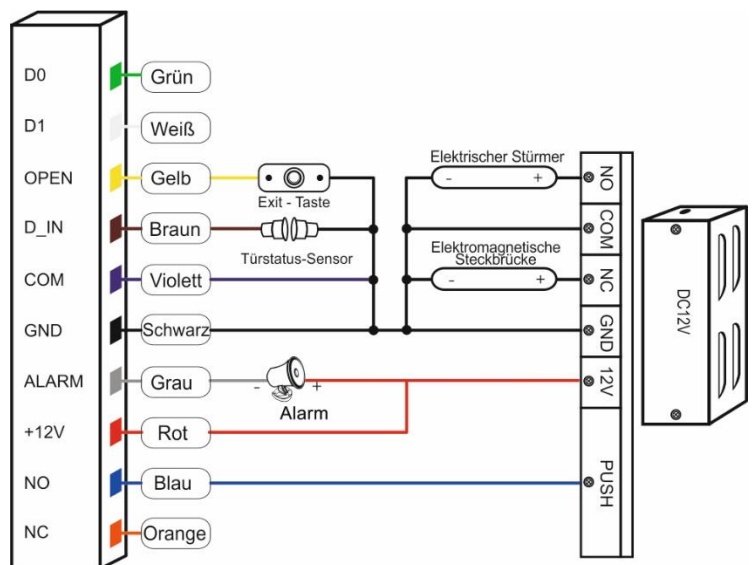 D0 Grün
D1 Weiß
OPEN Gelb
Exit - Taste
D_IN Braun
Türstatus-Sensor
COM Violett
GND Schwarz
ALARM Grau
- +
Alarm
+12V Rot
NO Blau
NC Orange
Elektrischer Stürmer
- +
Elektromagnetische
Steckbrücke
- +
NO
COM
NC
GND
12V
PUSH
DC12V